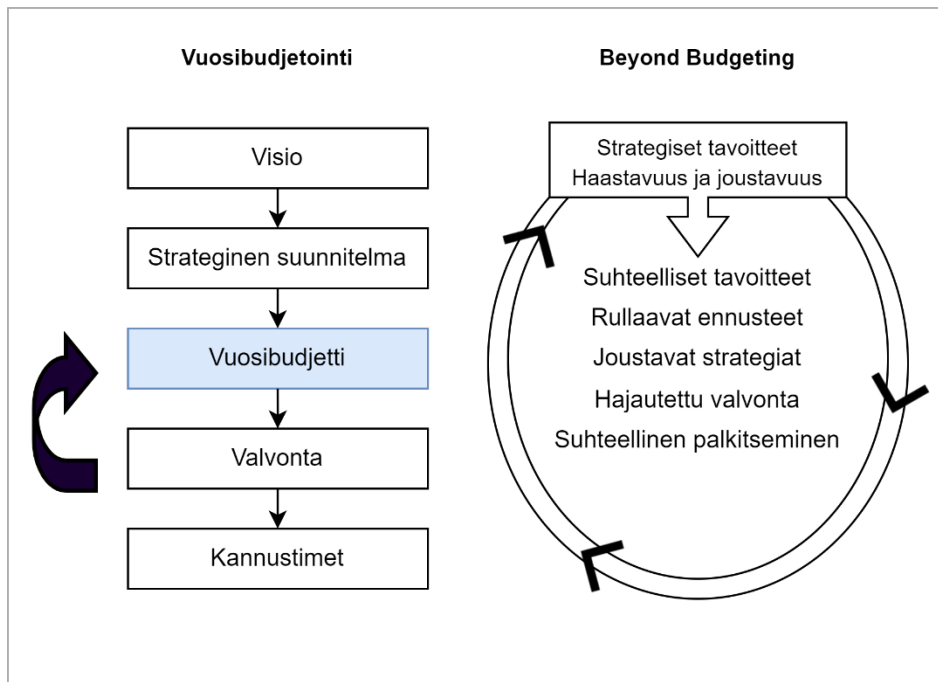 Vuosibudjetointi
Visio
Strateginen suunnitelma
Vuosibudjetti
Valvonta
Kannustimet
Beyond Budgeting
Strategiset tavoitteet
Haastavuus ja joustavuus
Suhteelliset tavoitteet
Rullaavat ennusteet
Joustavat strategiat
Hajautettu valvonta
Suhteellinen palkitseminen